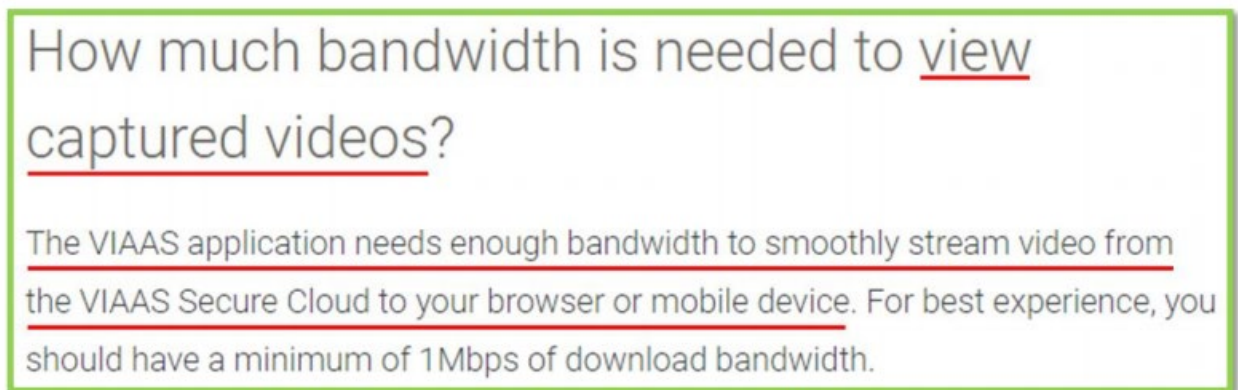 How much bandwidth is needed to view
captured videos?
The VIAAS application needs enough bandwidth to smoothly stream video from
the VIAAS Secure Cloud to your browser or mobile device. For best experience, you
should have a minimum of 1Mbps of download bandwidth.